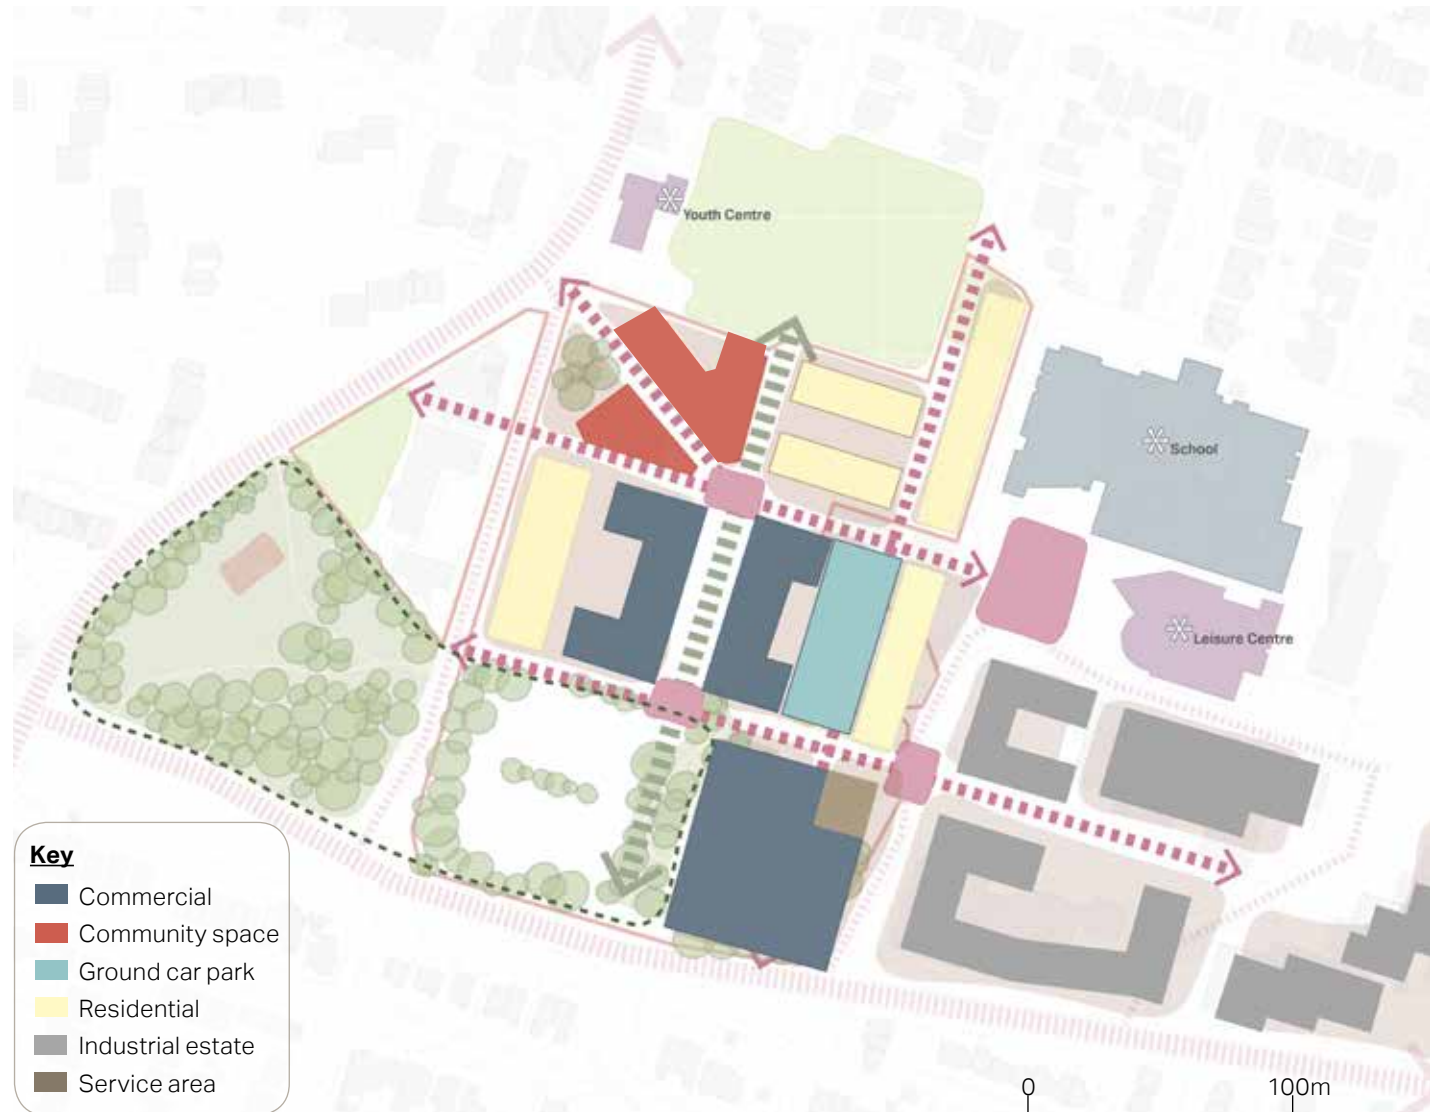 Youth Centre
School
Leisure Centre
Key
Commercial
Community space
Ground car park
Residential
Industrial estate
Service area
0 100m